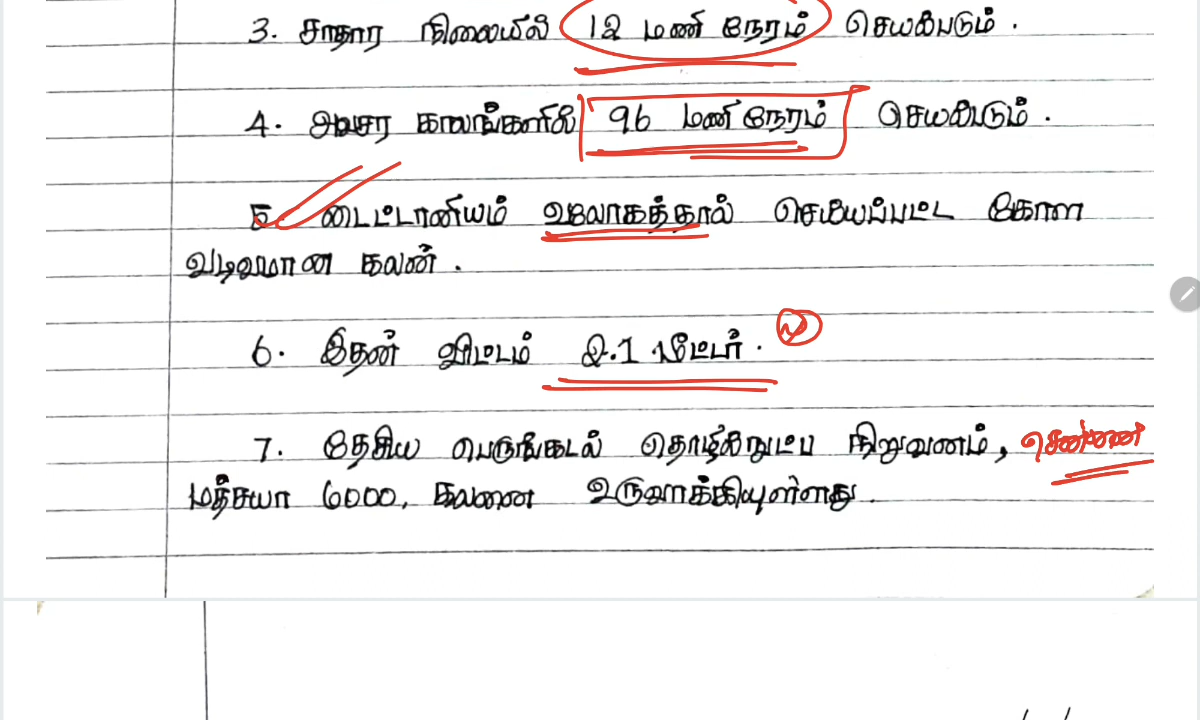 3. சாதார நிலையில் 12 மணி நேரம் செயல்படும்.
4. அவசர காலங்களில் 96 மணி நேரம் செயல்படும்.
5 டைட்டானியம் உலோகத்தால் செய்யப்பட்ட கோள
வடிவமான கலன்.
6. இதன் விட்டம் 2.1 மீட்டர்.
7. தேசிய பெருங்கடல் தொழில்நுட்ப நிறுவனம், சென்னை
மத்சயா 6000, கலனை உருவாக்கியுள்ளது.